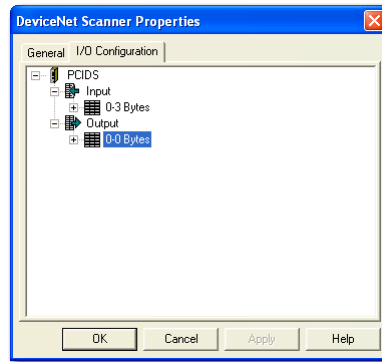 DeviceNet Scanner Properties
General I/O Configuration
PCIDS
Input
0-3 Bytes
Output
0-0 Bytes
OK Cancel Apply Help